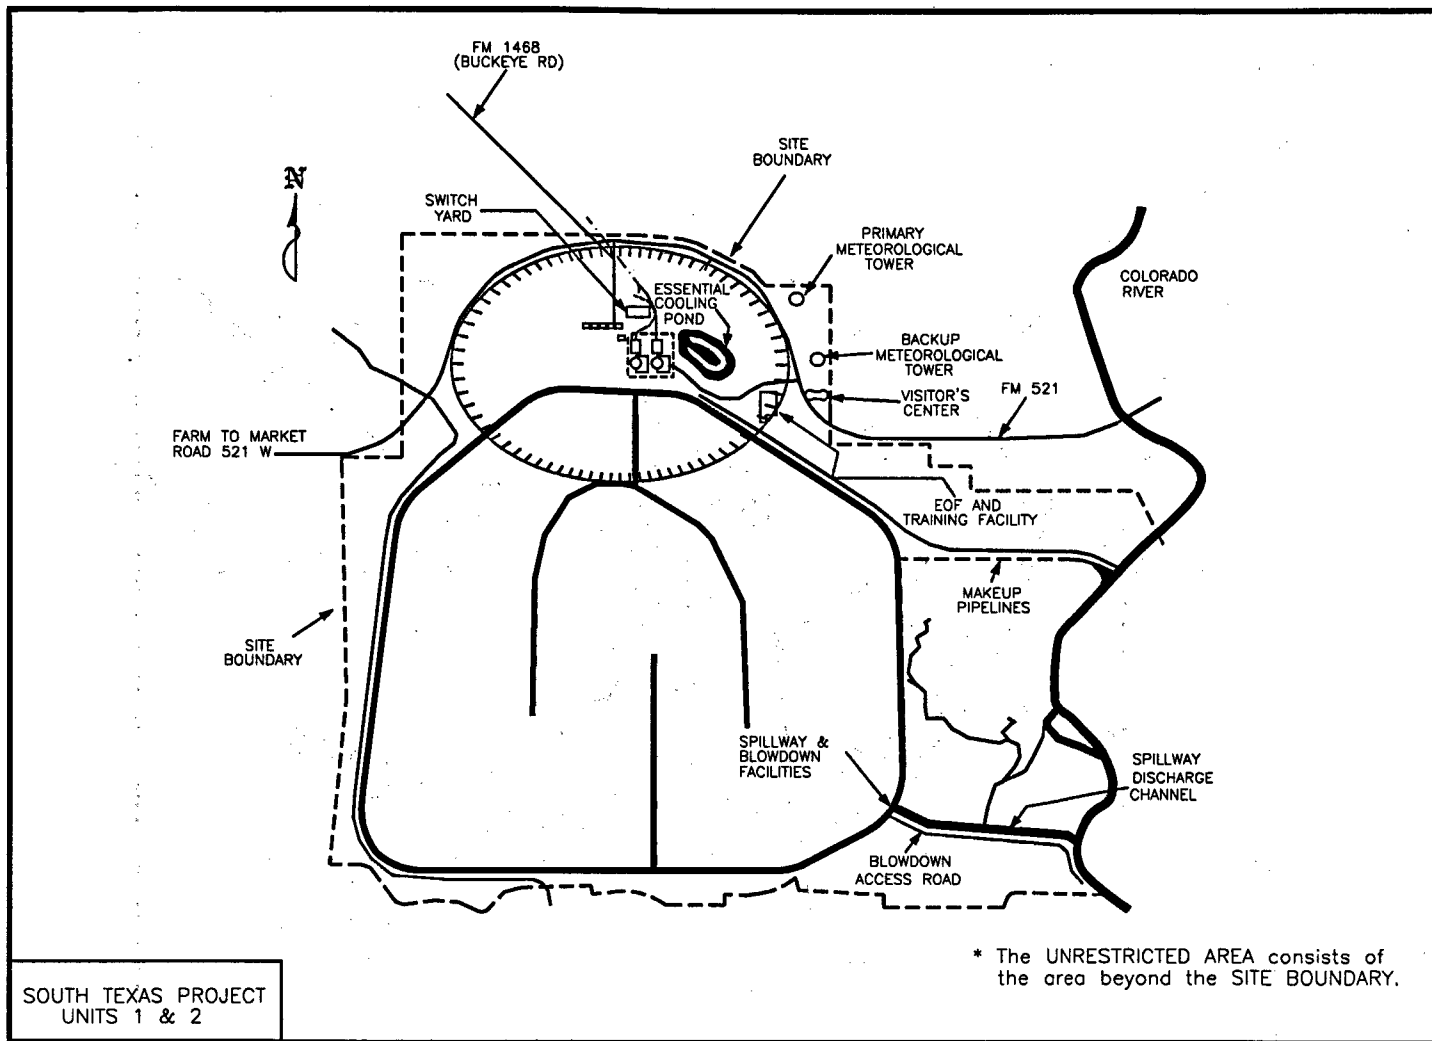 FM 1468
(BUCKEYE RD)
SITE
BOUNDARY
N
SWITCH
YARD
PRIMARY
METEOROLOGICAL
TOWER
COLORADO
RIVER
ESSENTIAL
COOLING
POND
BACKUP
METEOROLOGICAL
TOWER
VISITOR'S
CENTER
FM 521
FARM TO MARKET
ROAD 521 W
EOF AND
TRAINING FACILITY
MAKEUP
PIPELINES
SITE
BOUNDARY
SPILLWAY &
BLOWDOWN
FACILITIES
SPILLWAY
DISCHARGE
CHANNEL
BLOWDOWN
ACCESS ROAD
* The UNRESTRICTED AREA consists of
the area beyond the SITE BOUNDARY.
SOUTH TEXAS PROJECT
UNITS 1 & 2